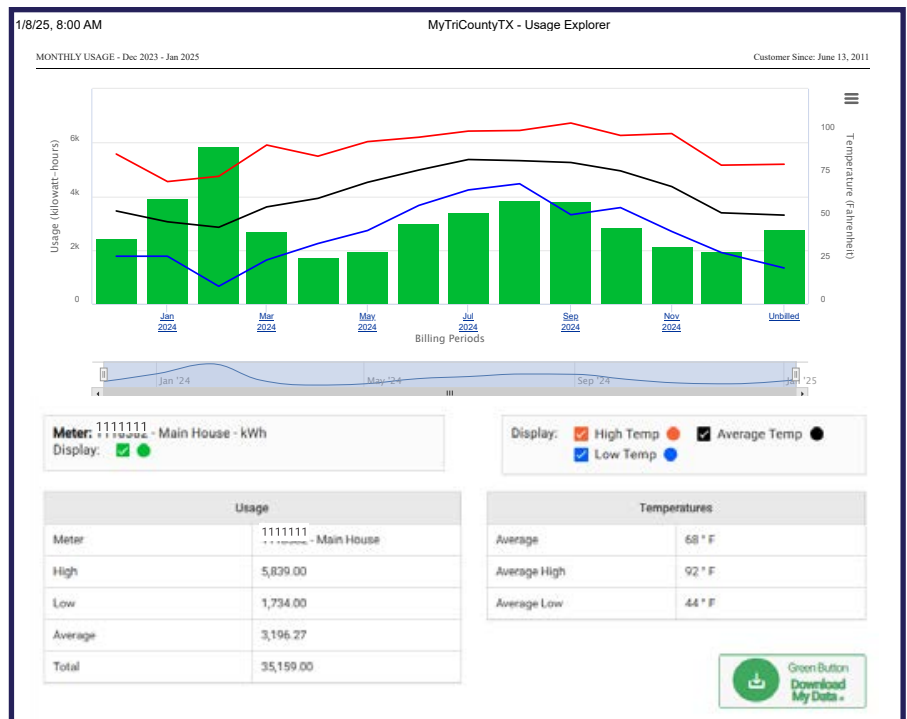 1/8/25, 8:00 AM MyTriCountyTX - Usage Explorer
MONTHLY USAGE - Dec 2023 - Jan 2025 Customer Since: June 13, 2011
Usage (kilowatt-hours)
6k
4k
2k
0
100
75
50
25
0
Temperature (Fahrenheit)
Jan 2024
Mar 2024
May 2024
Jul 2024
Sep 2024
Nov 2024
Unbilled
Billing Periods
Jan '24 May '24 Sep '24 Jan '25
Meter: 1111111 - Main House - kWh
Display:
Display: High Temp Average Temp
Low Temp
Usage
Meter 1111111 - Main House
High 5,839.00
Low 1,734.00
Average 3,196.27
Total 35,159.00
Temperatures
Average 68 ° F
Average High 92 ° F
Average Low 44 ° F
Green Button
Download
My Data